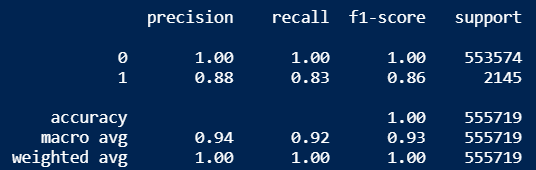 precision recall f1-score support
0 1.00 1.00 1.00 553574
1 0.88 0.83 0.86 2145
accuracy 1.00 555719
macro avg 0.94 0.92 0.93 555719
weighted avg 1.00 1.00 1.00 555719